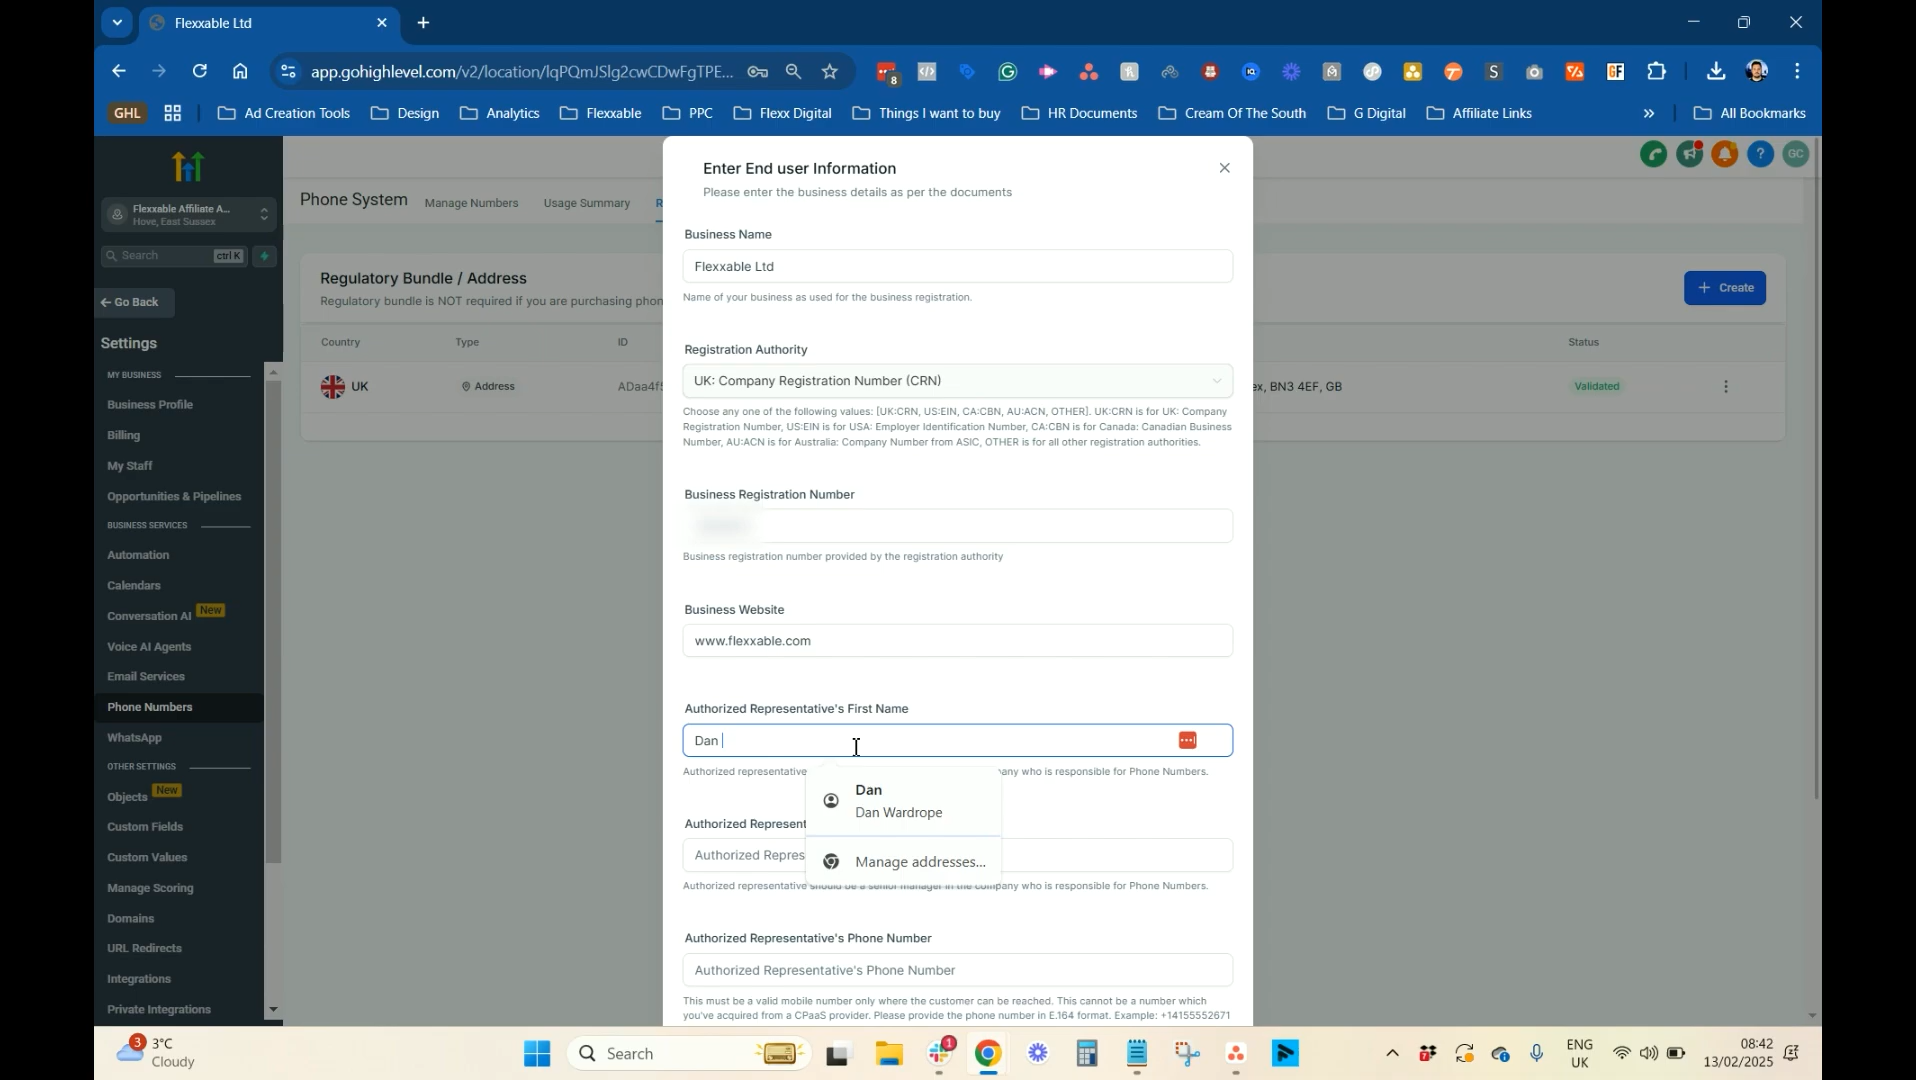 Flexxable Ltd
app.gohighlevel.com/v2/location/lqPQmJSlg2cwCDwFgTPE...
8
GHL
Ad Creation Tools
Design
Analytics
Flexxable
PPC
Flexx Digital
Things I want to buy
HR Documents
Cream Of The South
G Digital
Affiliate Links
»
All Bookmarks
Flexxable Affiliate A...
Hove, East Sussex
Search
ctrl K
Go Back
Settings
MY BUSINESS
Business Profile
Billing
My Staff
Opportunities & Pipelines
BUSINESS SERVICES
Automation
Calendars
Conversation AI New
Voice AI Agents
Email Services
Phone Numbers
WhatsApp
OTHER SETTINGS
Objects New
Custom Fields
Custom Values
Manage Scoring
Domains
URL Redirects
Integrations
Private Integrations
Phone System
Manage Numbers
Usage Summary
R
GC
Regulatory Bundle / Address
Regulatory bundle is NOT required if you are purchasing phon
+ Create
Country
Type
ID
Status
UK
Address
ADaa4f
ex, BN3 4EF, GB
Validated
Enter End user Information
Please enter the business details as per the documents
Business Name
Flexxable Ltd
Name of your business as used for the business registration.
Registration Authority
UK: Company Registration Number (CRN)
Choose any one of the following values: [UK:CRN, US:EIN, CA:CBN, AU:ACN, OTHER]. UK:CRN is for UK: Company
Registration Number, US:EIN is for USA: Employer Identification Number, CA:CBN is for Canada: Canadian Business
Number, AU:ACN is for Australia: Company Number from ASIC, OTHER is for all other registration authorities.
Business Registration Number
Business registration number provided by the registration authority
Business Website
www.flexxable.com
Authorized Representative's First Name
Dan
Authorized representative
any who is responsible for Phone Numbers.
Dan
Dan Wardrope
Manage addresses...
Authorized Represent
Authorized Repres
Authorized representative should be a senior manager in the company who is responsible for Phone Numbers.
Authorized Representative's Phone Number
Authorized Representative's Phone Number
This must be a valid mobile number only where the customer can be reached. This cannot be a number which
you've acquired from a CPaaS provider. Please provide the phone number in E.164 format. Example: +14155552671
3
3°C
Cloudy
Search
1
ENG
UK
08:42
13/02/2025